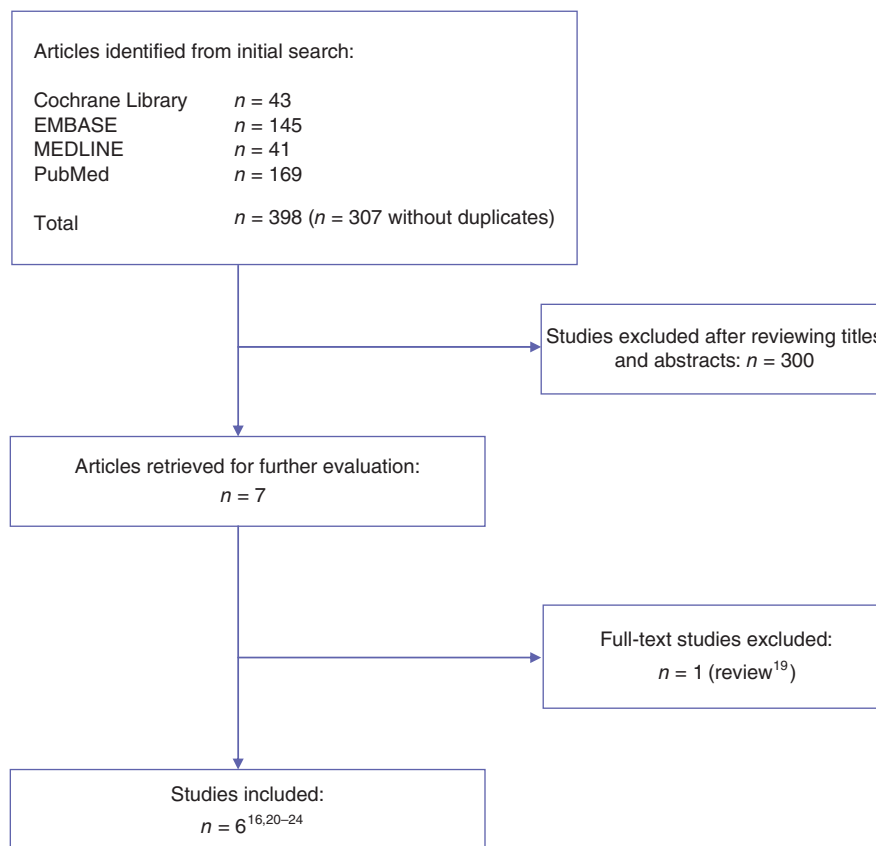 Articles identified from initial search:
Cochrane Library n = 43
EMBASE n = 145
MEDLINE n = 41
PubMed n = 169
Total n = 398 (n = 307 without duplicates)
Studies excluded after reviewing titles
and abstracts: n = 300
Articles retrieved for further evaluation:
n = 7
Full-text studies excluded:
n = 1 (review19)
Studies included:
n = 616,20–24